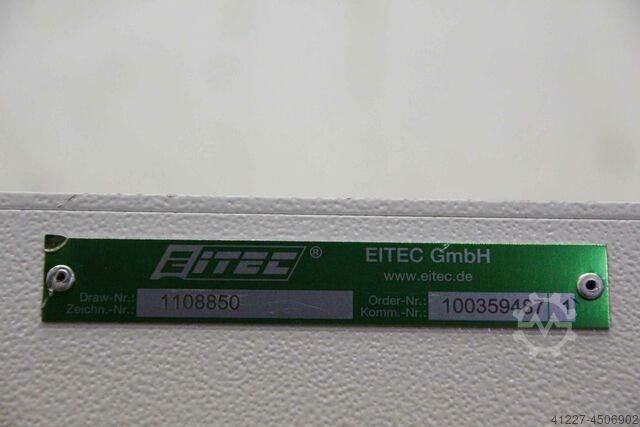 EITEC ® EITEC GmbH
www.eitec.de
Draw-Nr.: 1108850 Order-Nr.:
Zeichn.-Nr.: Komm.-Nr.:
41227-4506902